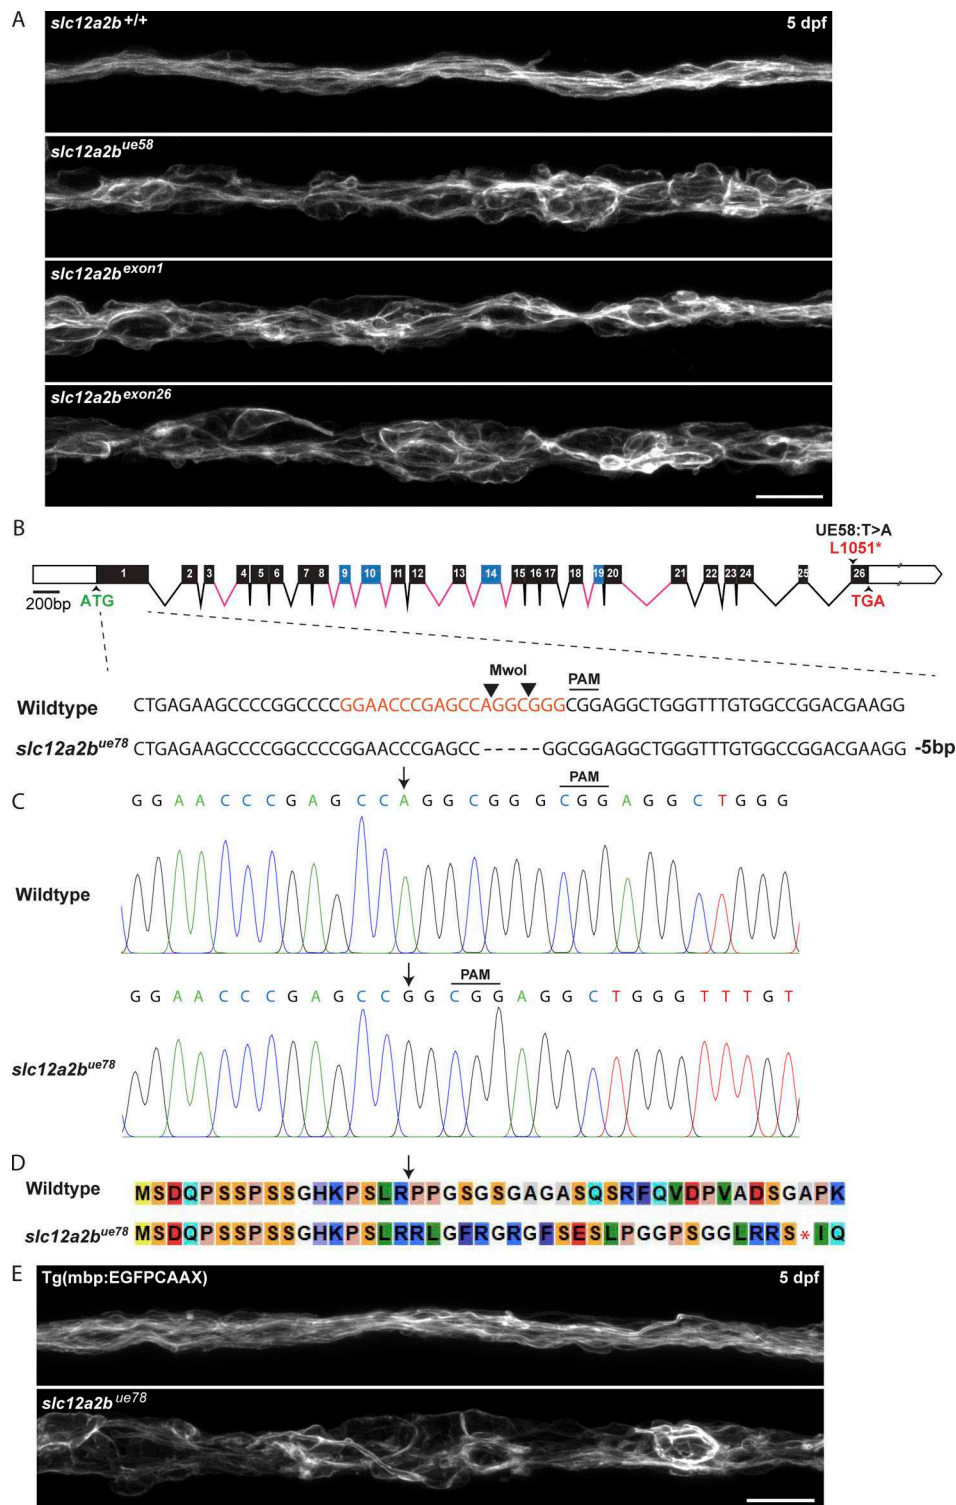 A
slc12a2b+/+ 5 dpf
slc12a2bue58
slc12a2bexon1
slc12a2bexon26
B
UE58:T>A
L1051*
1 2 3 4 5 6 7 8 9 10 11 12 13 14 15 16 17 18 19 20 21 22 23 24 25 26
200bp ATG TGA
MwoI PAM
Wildtype CTGAGAAGCCCCGGCCCCGGAACCCGAGCCAGGCGGGCGGAGGCTGGGTTTGTGGCCGGACGAAGG
slc12a2bue78 CTGAGAAGCCCCGGCCCCGGAACCCGAGCC-----GGCGGAGGCTGGGTTTGTGGCCGGACGAAGG -5bp
C
PAM
G G A A C C C G A G C C A G G C G G G C G G A G G C T G G G
Wildtype
PAM
G G A A C C C G A G C C G G C G G A G G C T G G G T T T G T
slc12a2bue78
D
Wildtype MSDQPSSPSSGHKPSLRPPGSGSGAGASQSRFQVDPVADSGAPK
slc12a2bue78 MSDQPSSPSSGHKPSLRRLGFRGRGFSESLPGGPSGGLRRS*IQ
E
Tg(mbp:EGFPCAAX) 5 dpf
slc12a2bue78